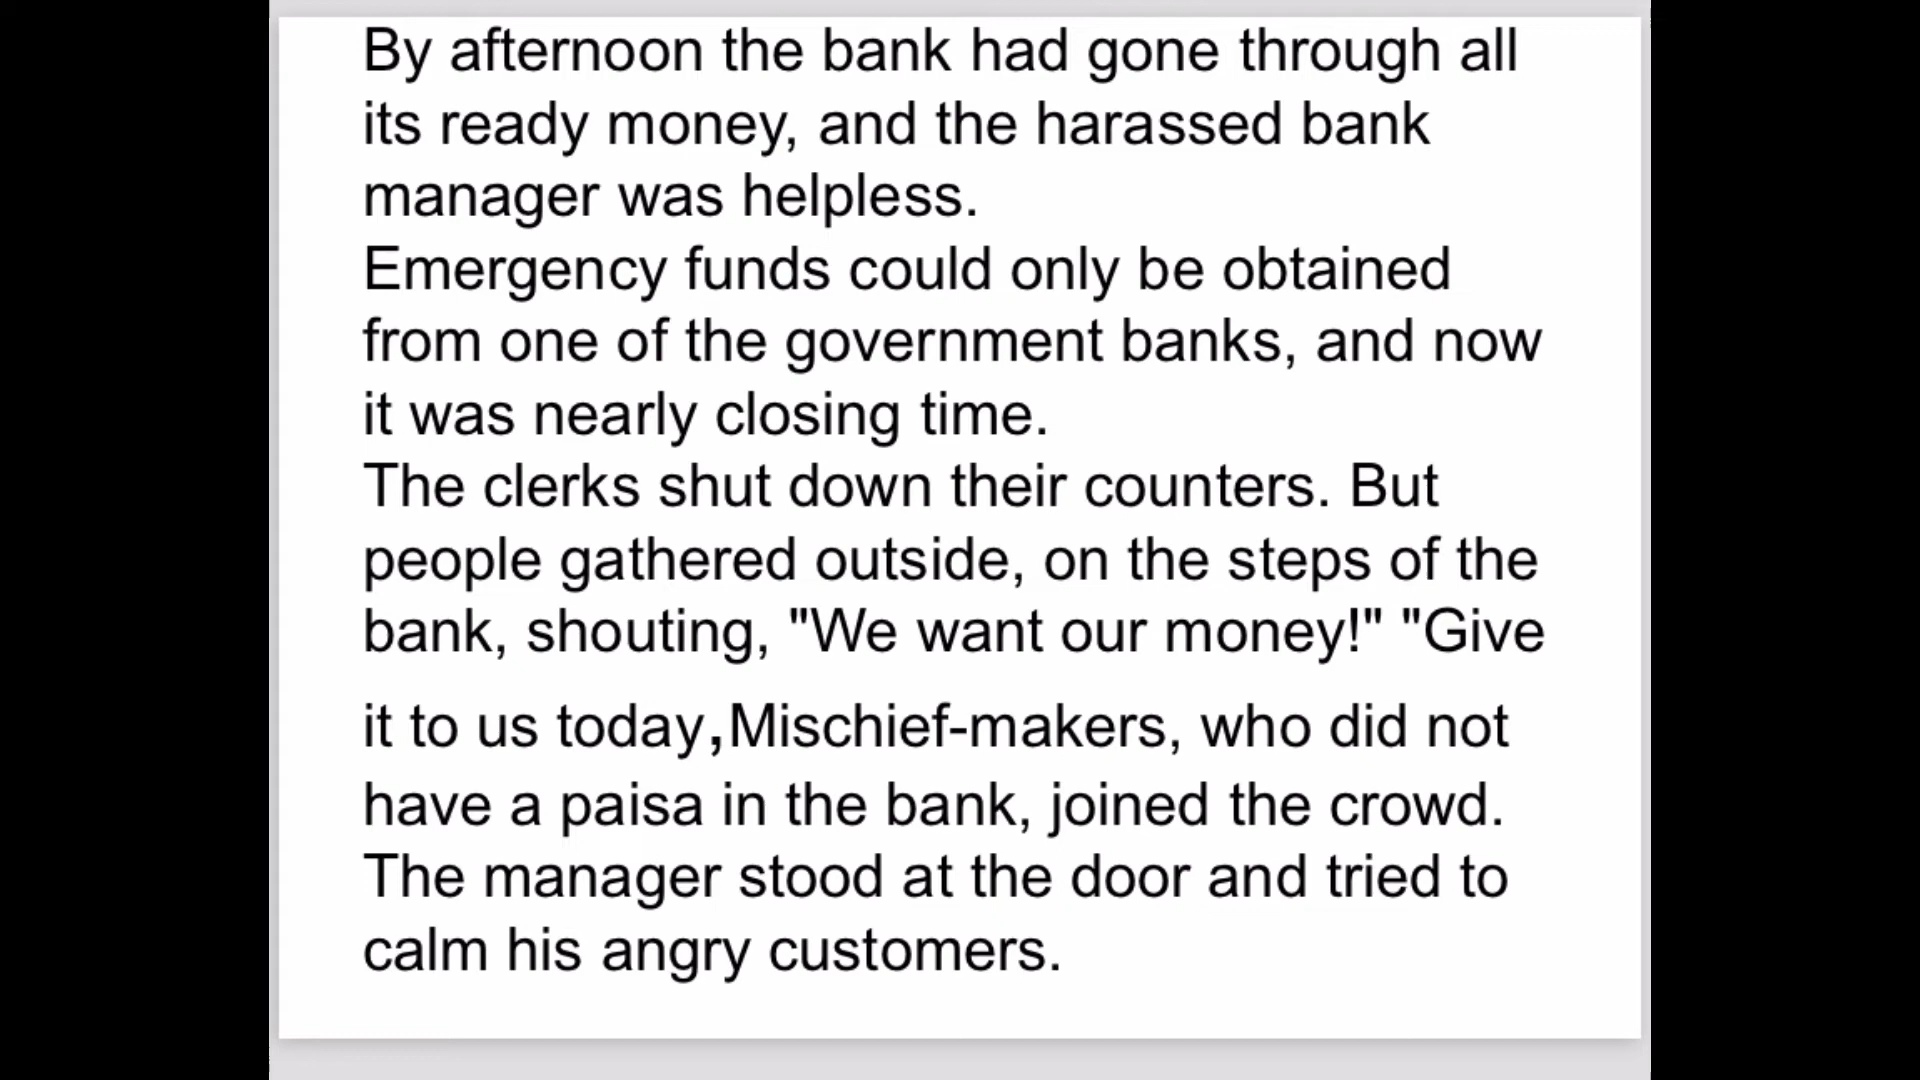 By afternoon the bank had gone through all
its ready money, and the harassed bank
manager was helpless.
Emergency funds could only be obtained
from one of the government banks, and now
it was nearly closing time.
The clerks shut down their counters. But
people gathered outside, on the steps of the
bank, shouting, "We want our money!" "Give
it to us today,Mischief-makers, who did not
have a paisa in the bank, joined the crowd.
The manager stood at the door and tried to
calm his angry customers.